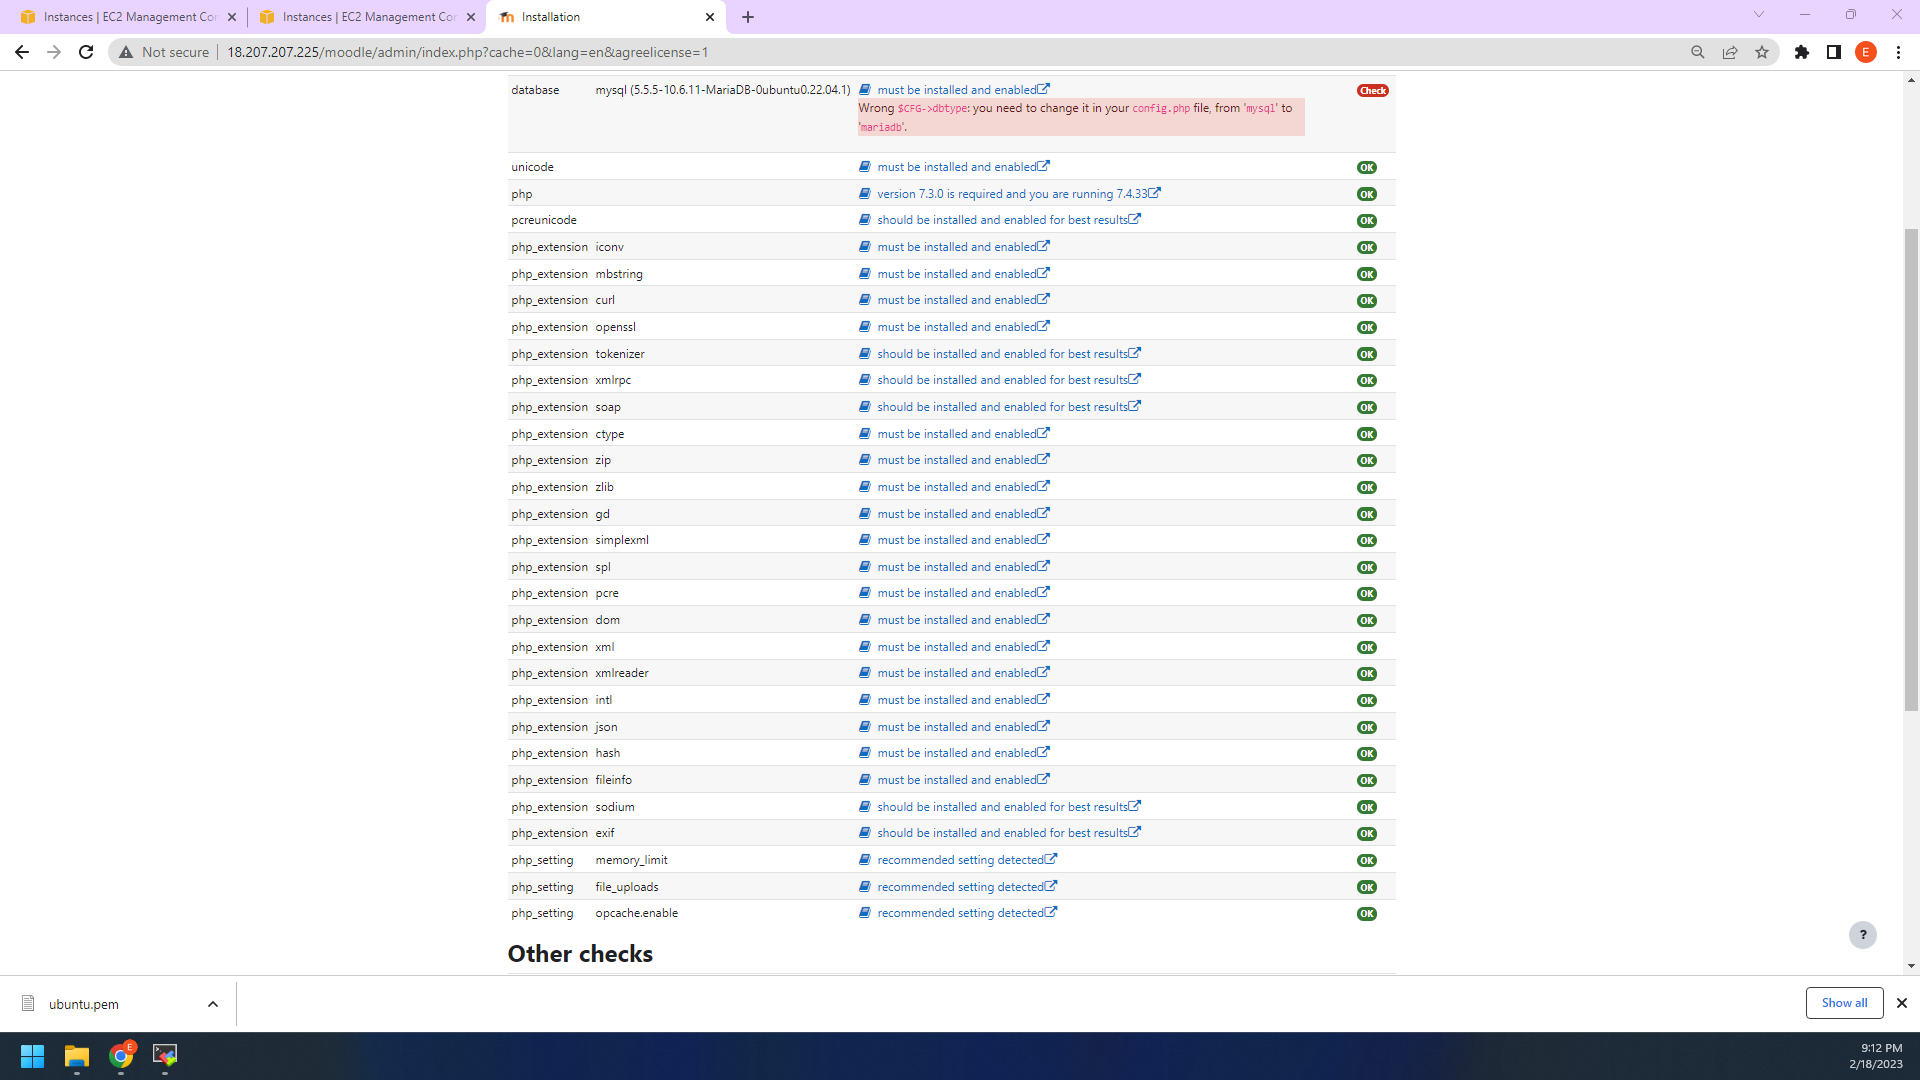 Instances | EC2 Management Cor
Instances | EC2 Management Cor
Installation
Not secure
18.207.207.225/moodle/admin/index.php?cache=0&lang=en&agreelicense=1
E
database mysql (5.5.5-10.6.11-MariaDB-0ubuntu0.22.04.1) must be installed and enabled Check
Wrong $CFG->dbtype: you need to change it in your config.php file, from 'mysql' to
'mariadb'.
unicode must be installed and enabled OK
php version 7.3.0 is required and you are running 7.4.33 OK
pcreunicode should be installed and enabled for best results OK
php_extension iconv must be installed and enabled OK
php_extension mbstring must be installed and enabled OK
php_extension curl must be installed and enabled OK
php_extension openssl must be installed and enabled OK
php_extension tokenizer should be installed and enabled for best results OK
php_extension xmlrpc should be installed and enabled for best results OK
php_extension soap should be installed and enabled for best results OK
php_extension ctype must be installed and enabled OK
php_extension zip must be installed and enabled OK
php_extension zlib must be installed and enabled OK
php_extension gd must be installed and enabled OK
php_extension simplexml must be installed and enabled OK
php_extension spl must be installed and enabled OK
php_extension pcre must be installed and enabled OK
php_extension dom must be installed and enabled OK
php_extension xml must be installed and enabled OK
php_extension xmlreader must be installed and enabled OK
php_extension intl must be installed and enabled OK
php_extension json must be installed and enabled OK
php_extension hash must be installed and enabled OK
php_extension fileinfo must be installed and enabled OK
php_extension sodium should be installed and enabled for best results OK
php_extension exif should be installed and enabled for best results OK
php_setting memory_limit recommended setting detected OK
php_setting file_uploads recommended setting detected OK
php_setting opcache.enable recommended setting detected OK
?
Other checks
ubuntu.pem
Show all
E
9:12 PM
2/18/2023